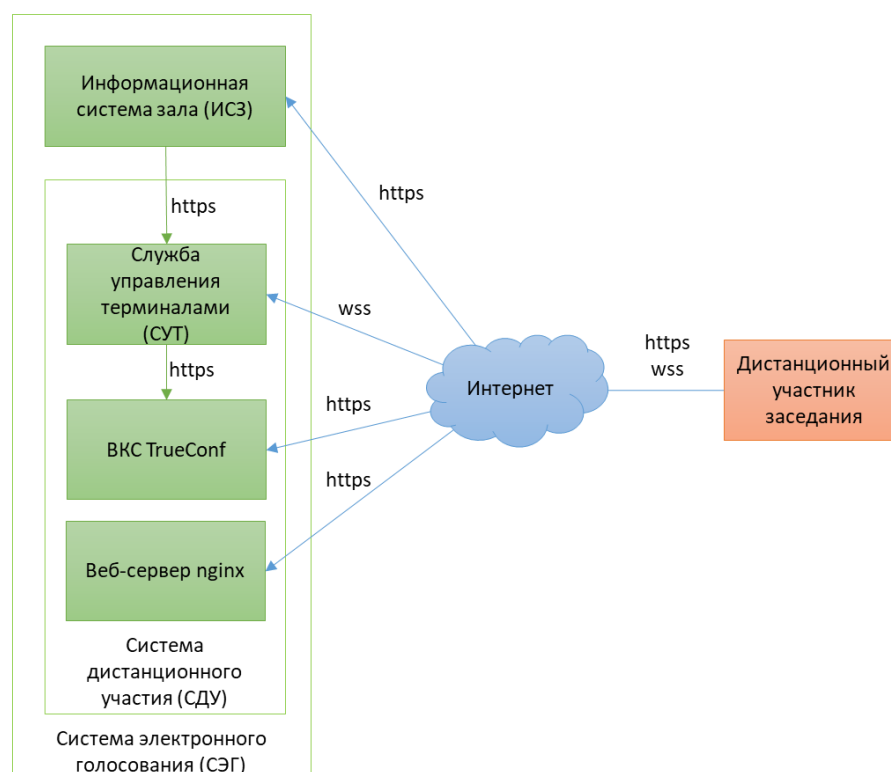 Информационная
система зала (ИСЗ)
https
https
Служба
управления
терминалами
(СУТ)
wss
https
https
wss
Дистанционный
участник
заседания
Интернет
https
ВКС TrueConf
https
Веб-сервер nginx
Система
дистанционного
участия (СДУ)
Система электронного
голосования (СЭГ)